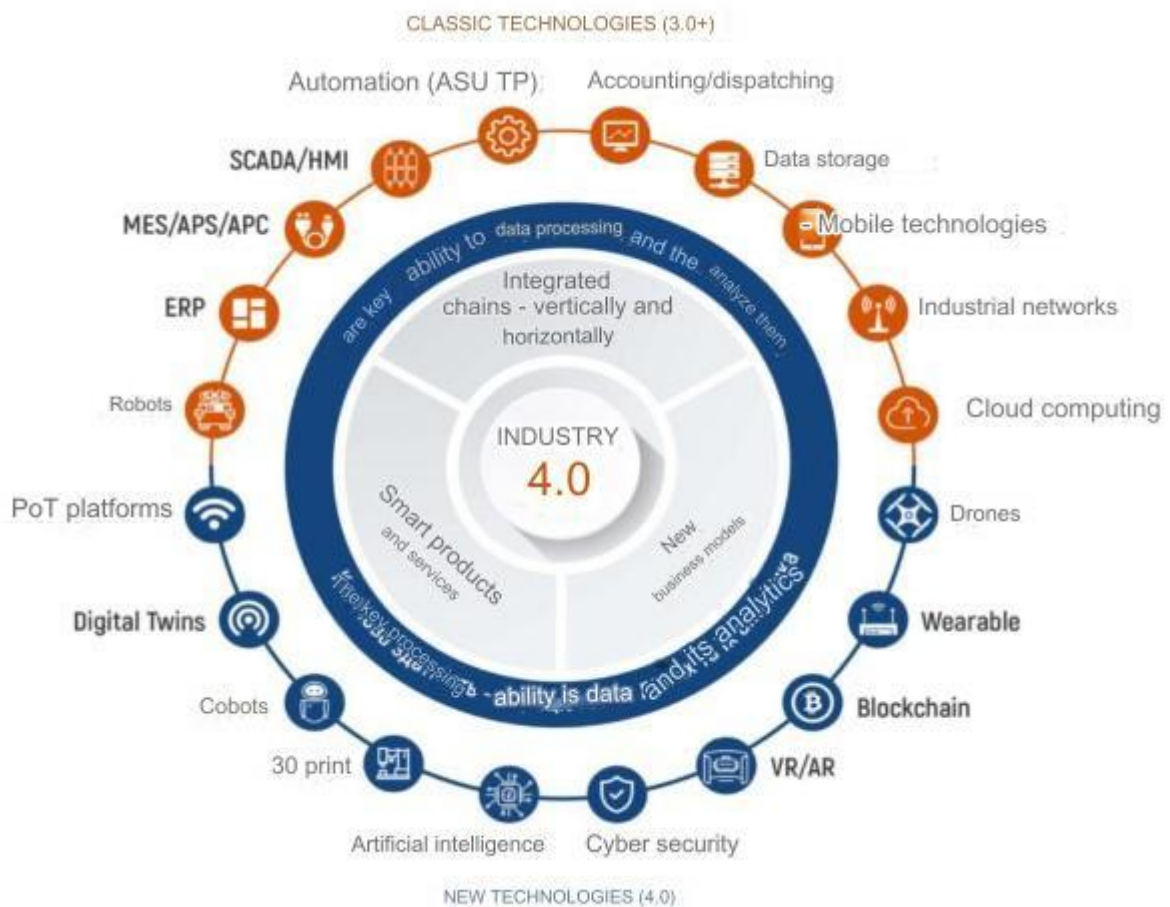 CLASSIC TECHNOLOGIES (3.0+)
Automation (ASU TP)
Accounting/dispatching
SCADA/HMI
Data storage
MES/APS/APC
- Mobile technologies
ERP
Industrial networks
Robots
Cloud computing
are key ability to data processing and the analyze them
Integrated
chains - vertically and
horizontally
INDUSTRY
4.0
Smart products
and services
New
business models
The key processing
- ability is data
and its analytics
PoT platforms
Drones
Digital Twins
Wearable
Cobots
Blockchain
30 print
VR/AR
Artificial intelligence
Cyber security
NEW TECHNOLOGIES (4.0)